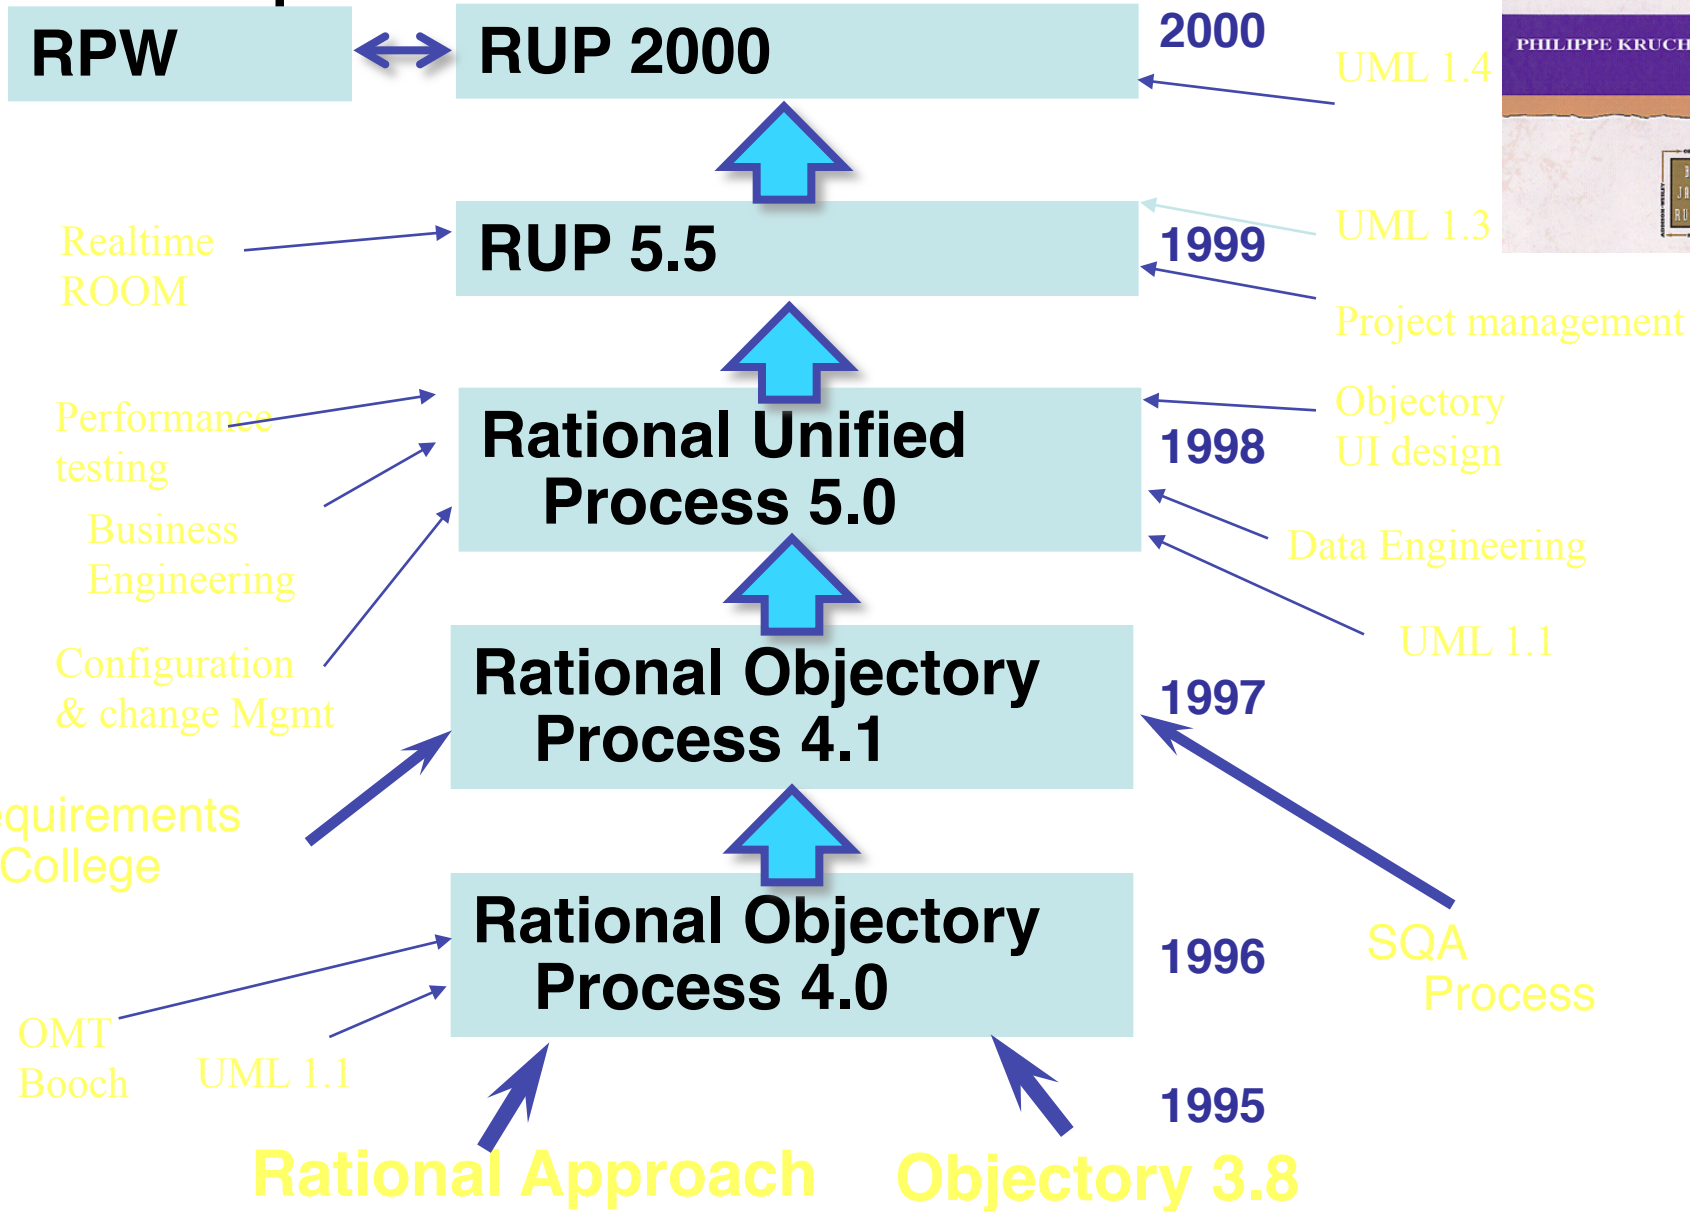 RPW
RUP 2000
2000
UML 1.4
PHILIPPE
Realtime
ROOM
RUP 5.5
1999
UML 1.3
Project management
Performance
testing
Business
Engineering
Configuration
& change Mgmt
Rational Unified
Process 5.0
1998
Objectory
UI design
Data Engineering
UML 1.1
Rational Objectory
Process 4.1
1997
College
SQA
Process
Rational Objectory
Process 4.0
1996
OMT
Booch
UML 1.1
1995
Rational Approach
Objectory 3.8